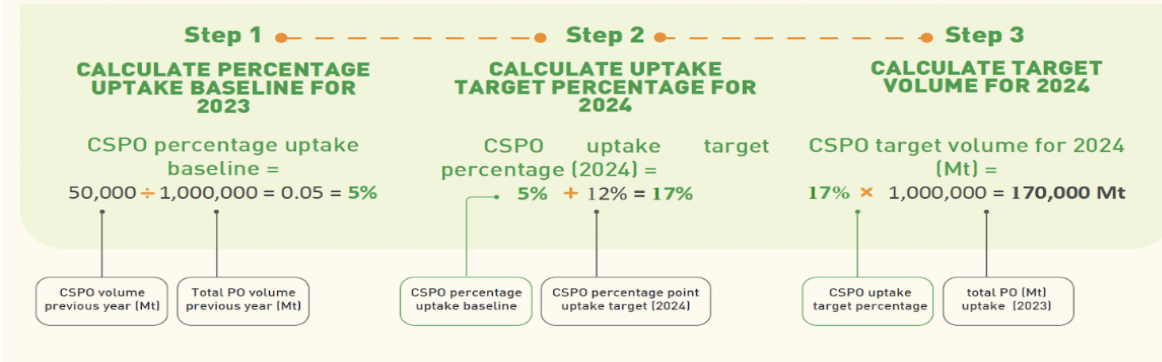 Step 1
CALCULATE PERCENTAGE
UPTAKE BASELINE FOR
2023
CSPO percentage uptake
baseline =
50,000 ÷ 1,000,000 = 0.05 = 5%
CSPO volume
previous year (Mt)
Total PO volume
previous year (Mt)
Step 2
CALCULATE UPTAKE
TARGET PERCENTAGE FOR
2024
CSPO uptake target
percentage (2024) =
5% + 12% = 17%
CSPO percentage
uptake baseline
CSPO percentage point
uptake target (2024)
Step 3
CALCULATE TARGET
VOLUME FOR 2024
CSPO target volume for 2024
(Mt) =
17% × 1,000,000 = 170,000 Mt
CSPO uptake
target percentage
total PO (Mt)
uptake (2023)